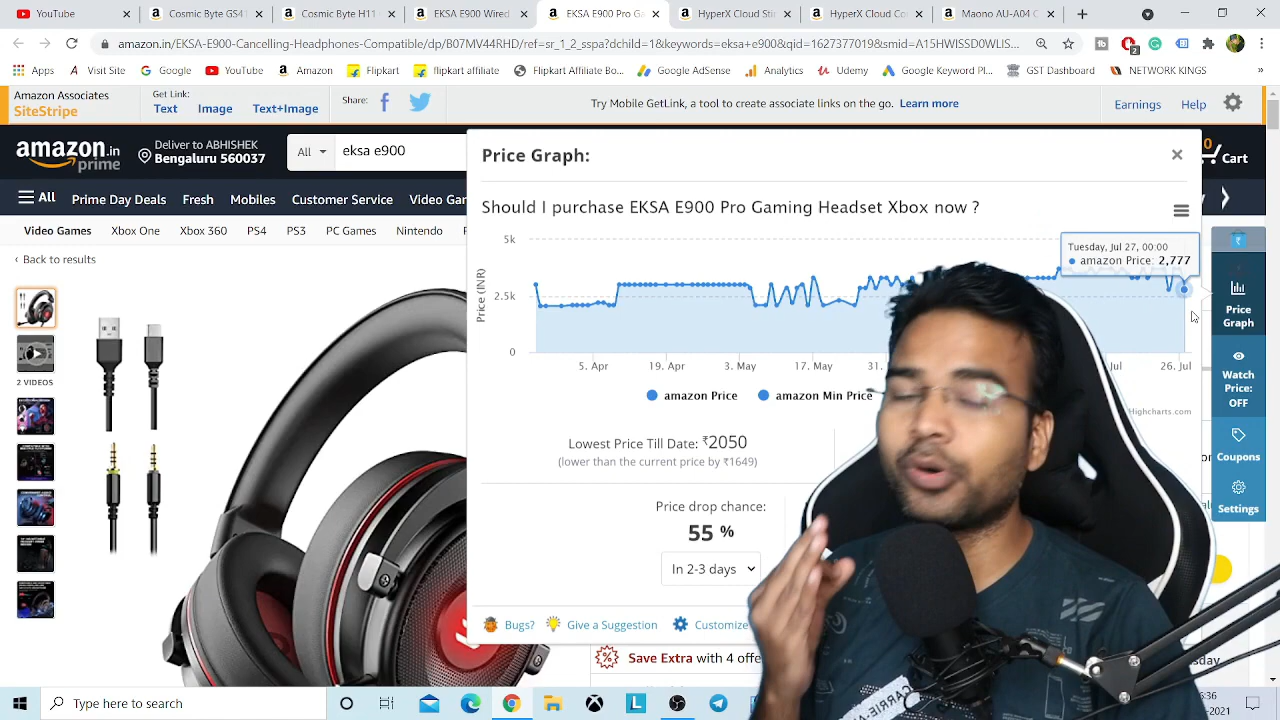 YouTube
Cosmic Byte GS41
Cosmic Byte H11
EKSA E900 Pro G
HyperX Cloud Sti
HyperX Cloud Co
Maono AU-A04 C
amazon.in/EKSA-E900-Cancelling-Headset-Compatible/dp/B07MVJ4RHL/ref=sr_1_2_sspa?dchild=1&keywords=eksa+e900&qid=1627377019&smid=A15HWISS0D9LIS...
Apps
Visit Site
Google
YouTube
Amazon
Flipkart
flipkart affiliate
Flipkart Affiliate Bo...
Google AdSense
Analytics
Udemy
Google Keyword Pl...
GST Dashboard
NETWORK KINGS
Amazon Associates
SiteStripe
Get Link:
Text
Image
Text+Image
Share:
Try Mobile GetLink, a tool to create associate links on the go. Learn more
Earnings
Help
amazon.in
prime
Deliver to ABHISHEK
Bengaluru 560037
All
eksa e900
Cart
All
Prime Day Deals
Prime
Mobiles
Customer Service
Video Games
XboxOne
Xbox 360
PS4
PS3
PC Games
Nintendo
‹ Back to results
2 VIDEOS
Price Graph:
Should I purchase EKSA E900 Pro Gaming Headset Xbox now ?
Price (INR)
5k
2.5k
0
Tuesday, Jul 27, 00:00
amazon Price: 2,777
5. Apr
19. Apr
3. May
17. May
31.
Jul
26. Jul
amazon Price
amazon Min Price
Highcharts.com
Lowest Price Till Date: ₹2050
(lower than the current price by ₹1649)
Price drop chance:
55 %
In 2-3 days
Bugs?
Give a Suggestion
Customize
Price
Graph
Watch
Price:
OFF
Coupons
Settings
Save Extra with 4 offe
Type here to search